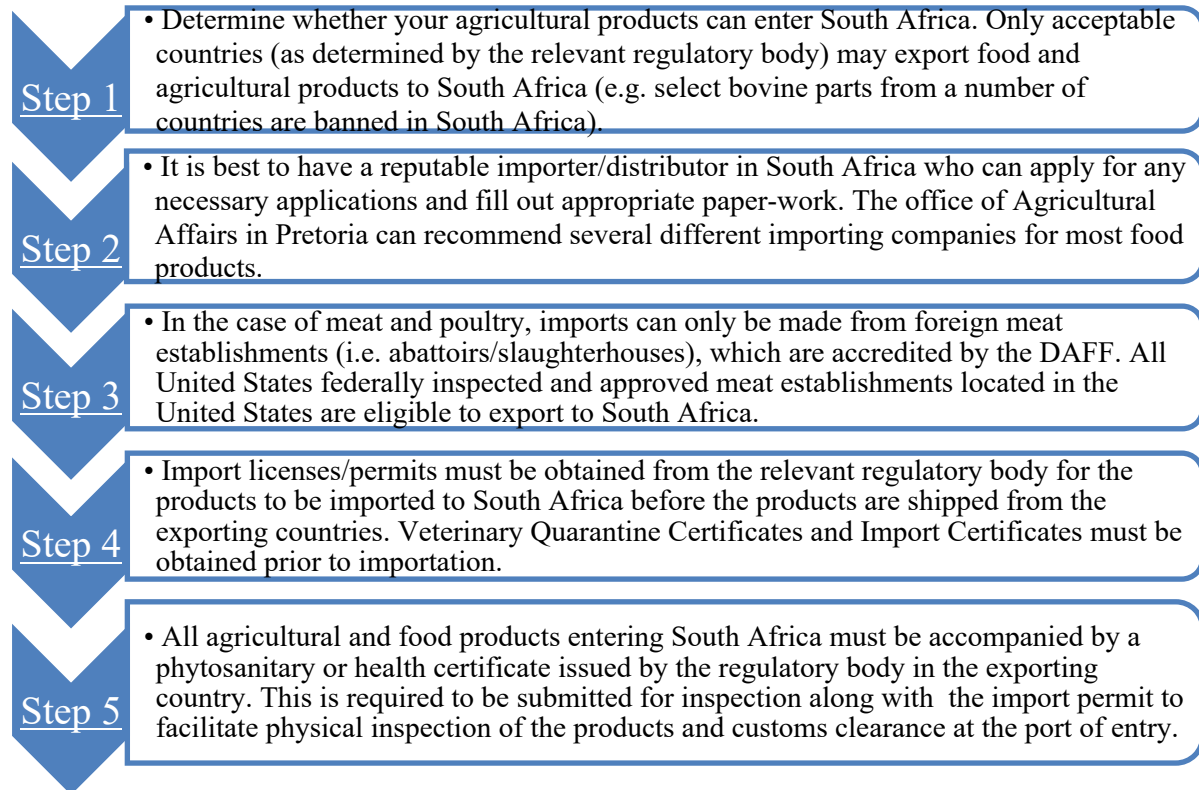 Step 1
• Determine whether your agricultural products can enter South Africa. Only acceptable
countries (as determined by the relevant regulatory body) may export food and
agricultural products to South Africa (e.g. select bovine parts from a number of
countries are banned in South Africa).
Step 2
• It is best to have a reputable importer/distributor in South Africa who can apply for any
necessary applications and fill out appropriate paper-work. The office of Agricultural
Affairs in Pretoria can recommend several different importing companies for most food
products.
Step 3
• In the case of meat and poultry, imports can only be made from foreign meat
establishments (i.e. abattoirs/slaughterhouses), which are accredited by the DAFF. All
United States federally inspected and approved meat establishments located in the
United States are eligible to export to South Africa.
Step 4
• Import licenses/permits must be obtained from the relevant regulatory body for the
products to be imported to South Africa before the products are shipped from the
exporting countries. Veterinary Quarantine Certificates and Import Certificates must be
obtained prior to importation.
Step 5
• All agricultural and food products entering South Africa must be accompanied by a
phytosanitary or health certificate issued by the regulatory body in the exporting
country. This is required to be submitted for inspection along with the import permit to
facilitate physical inspection of the products and customs clearance at the port of entry.